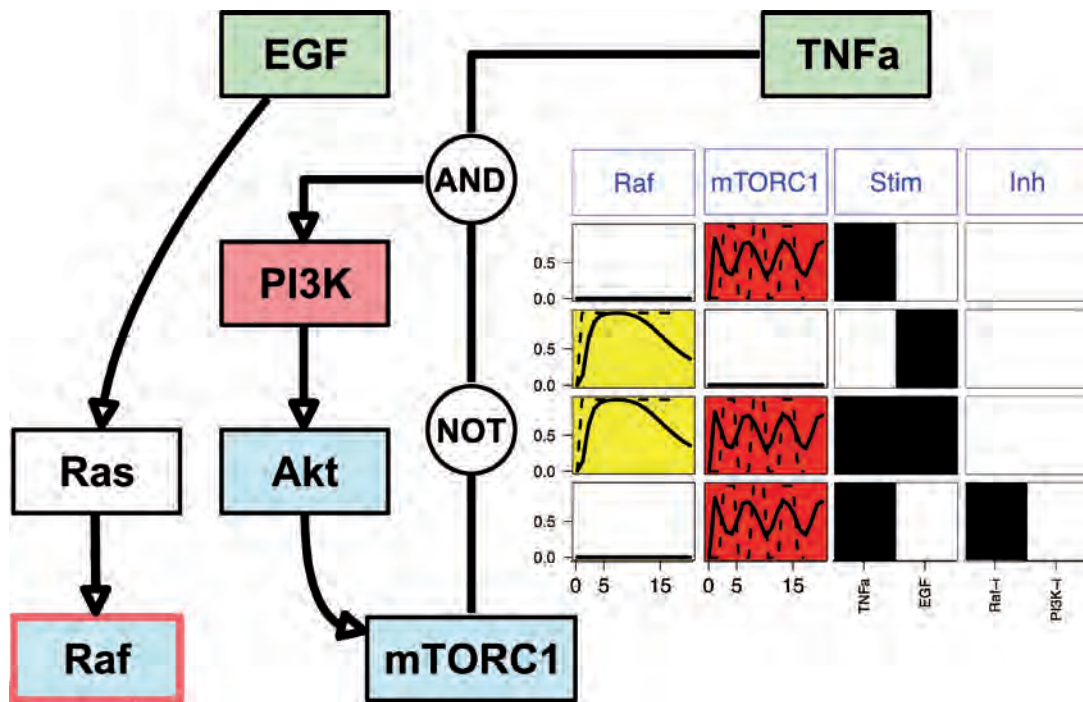 EGF
TNFa
AND
PI3K
NOT
Ras
Akt
Raf
mTORC1
Raf mTORC1 Stim Inh
0.5
0.0
0.5
0.0
0.5
0.0
0.5
0.0
0 5 15 0 5 15
TNFa
EGF
Raf-i
PI3K-i